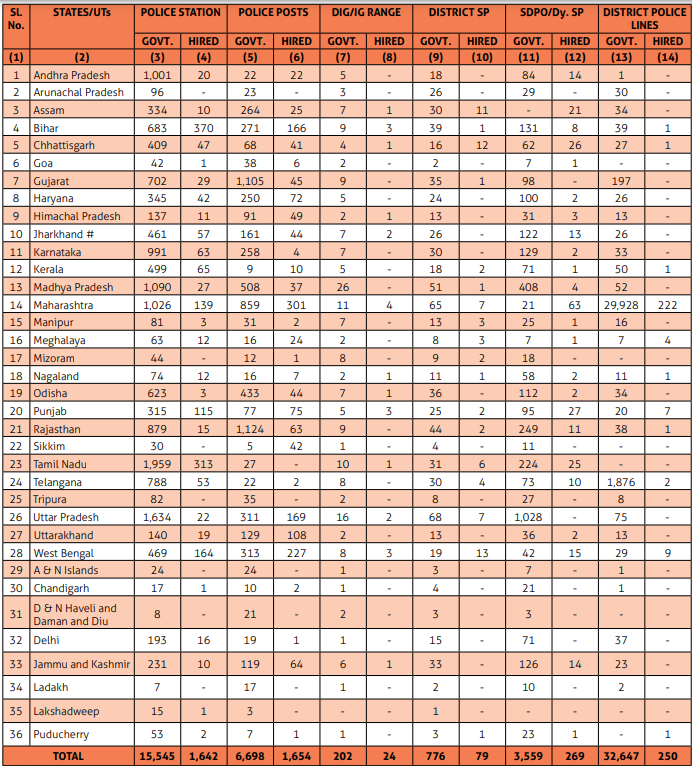 Sl. No. STATES/UTs POLICE STATION POLICE POSTS DIG/IG RANGE DISTRICT SP SDPO/Dy. SP DISTRICT POLICE LINES
GOVT. HIRED GOVT. HIRED GOVT. HIRED GOVT. HIRED GOVT. HIRED GOVT. HIRED
(1) (2) (3) (4) (5) (6) (7) (8) (9) (10) (11) (12) (13) (14)
1 Andhra Pradesh 1,001 20 22 22 5 - 18 - 84 14 1 -
2 Arunachal Pradesh 96 - 23 - 3 - 26 - 29 - 30 -
3 Assam 334 10 264 25 7 1 30 11 - 21 34 -
4 Bihar 683 370 271 166 9 3 39 1 131 8 39 1
5 Chhattisgarh 409 47 68 41 4 1 16 12 62 26 27 1
6 Goa 42 1 38 6 2 - 2 - 7 1 - -
7 Gujarat 702 29 1,105 45 9 - 35 1 98 - 197 -
8 Haryana 345 42 250 72 5 - 24 - 100 2 26 -
9 Himachal Pradesh 137 11 91 49 2 1 13 - 31 3 13 -
10 Jharkhand # 461 57 161 44 7 2 26 - 122 13 26 -
11 Karnataka 991 63 258 4 7 - 30 - 129 2 33 -
12 Kerala 499 65 9 10 5 - 18 2 71 1 50 1
13 Madhya Pradesh 1,090 27 508 37 26 - 51 1 408 4 52 -
14 Maharashtra 1,026 139 859 301 11 4 65 7 21 63 29,928 222
15 Manipur 81 3 31 2 7 - 13 3 25 1 16 -
16 Meghalaya 63 12 16 24 2 - 8 3 7 1 7 4
17 Mizoram 44 - 12 1 8 - 9 2 18 - - -
18 Nagaland 74 12 16 7 2 1 11 1 58 2 11 1
19 Odisha 623 3 433 44 7 1 36 - 112 2 34 -
20 Punjab 315 115 77 75 5 3 25 2 95 27 20 7
21 Rajasthan 879 15 1,124 63 9 - 44 2 249 11 38 1
22 Sikkim 30 - 5 42 1 - 4 - 11 - - -
23 Tamil Nadu 1,959 313 27 - 10 1 31 6 224 25 - -
24 Telangana 788 53 22 2 8 - 30 4 73 10 1,876 2
25 Tripura 82 - 35 - 2 - 8 - 27 - 8 -
26 Uttar Pradesh 1,634 22 311 169 16 2 68 7 1,028 - 75 -
27 Uttarakhand 140 19 129 108 2 - 13 - 36 2 13 -
28 West Bengal 469 164 313 227 8 3 19 13 42 15 29 9
29 A & N Islands 24 - 24 - 1 - 3 - 7 - 1 -
30 Chandigarh 17 1 10 2 1 - 4 - 21 - 1 -
31 D & N Haveli and Daman and Diu 8 - 21 - 2 - 3 - 3 - - -
32 Delhi 193 16 19 1 1 - 15 - 71 - 37 -
33 Jammu and Kashmir 231 10 119 64 6 1 33 - 126 14 23 -
34 Ladakh 7 - 17 - 1 - 2 - 10 - 2 -
35 Lakshadweep 15 1 3 - - - 1 - - - - -
36 Puducherry 53 2 7 1 1 - 3 1 23 1 - 1
TOTAL 15,545 1,642 6,698 1,654 202 24 776 79 3,559 269 32,647 250